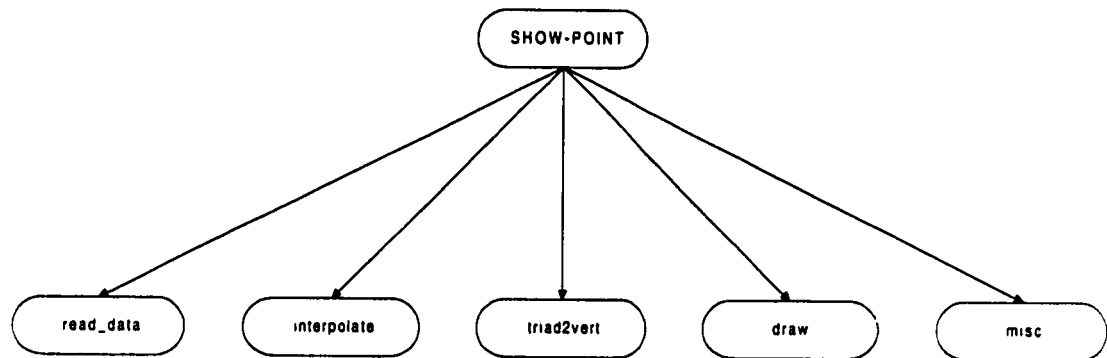 SHOW-POINT
read_data
interpolate
triad2vert
draw
misc